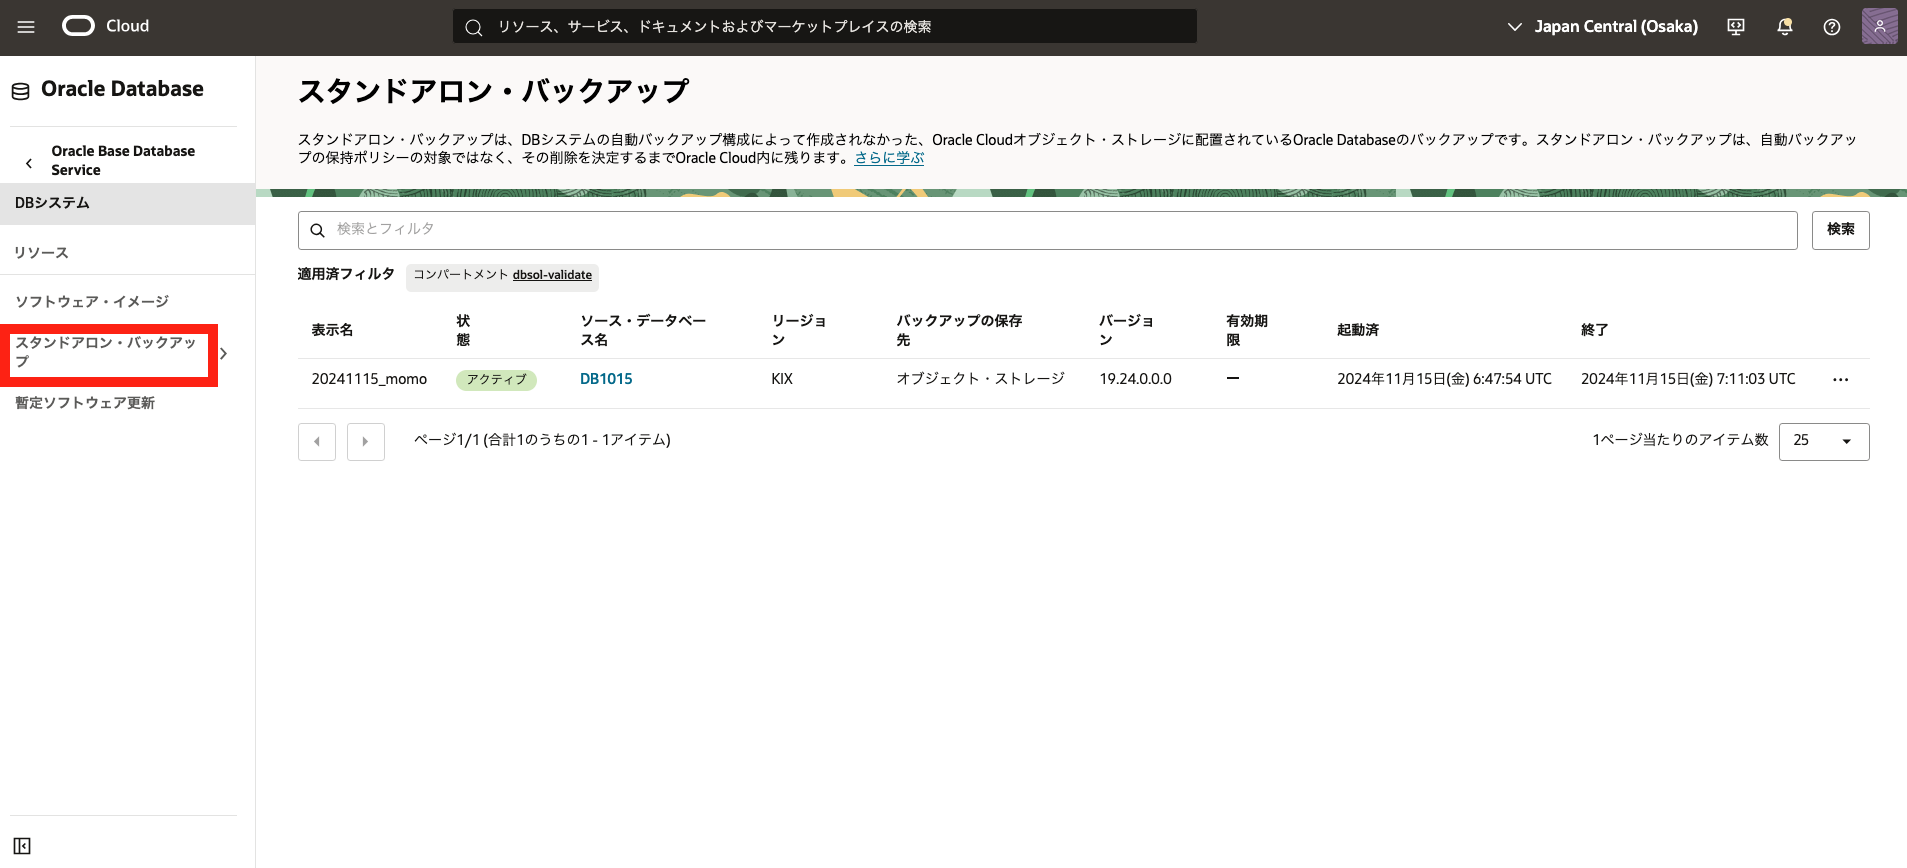 Cloud
リソース、サービス、ドキュメントおよびマーケットプレイスの検索
Japan Central (Osaka)
Oracle Database
Oracle Base Database
Service
DBシステム
リソース
ソフトウェア・イメージ
スタンドアロン・バックアッ
プ
暫定ソフトウェア更新
スタンドアロン・バックアップ
スタンドアロン・バックアップは、DBシステムの自動バックアップ構成によって作成されなかった、Oracle Cloudオブジェクト・ストレージに配置されているOracle Databaseのバックアップです。スタンドアロン・バックアップは、自動バックアッ
プの保持ポリシーの対象ではなく、その削除を決定するまでOracle Cloud内に残ります。さらに学ぶ
検索とフィルタ
検索
適用済フィルタ コンパートメント dbsol-validate
表示名
状
態
ソース・データベー
ス名
リージョ
ン
バックアップの保存
先
バージョ
ン
有効期
限
起動済
終了
20241115_momo アクティブ DB1015 KIX オブジェクト・ストレージ 19.24.0.0.0 — 2024年11月15日(金) 6:47:54 UTC 2024年11月15日(金) 7:11:03 UTC
ページ1/1 (合計1のうちの1 - 1アイテム)
1ページ当たりのアイテム数 25